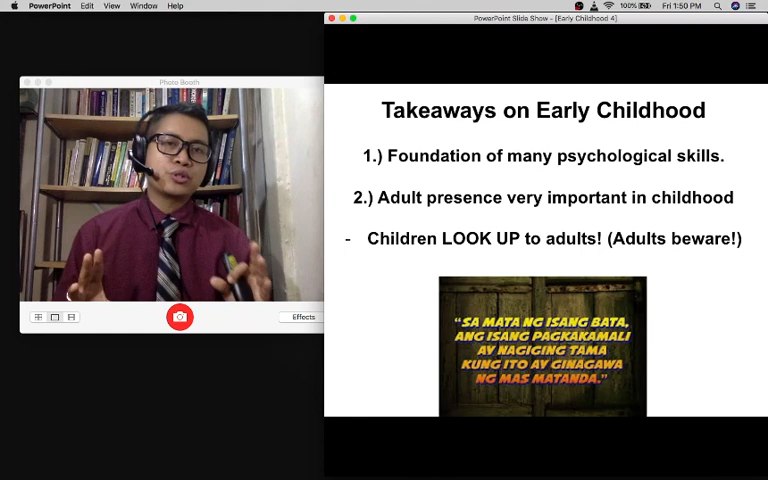 PowerPoint Edit View Window Help
100% Fri 1:50 PM
PowerPoint Slide Show - [Early Childhood 4]
Photo Booth
Takeaways on Early Childhood
1.) Foundation of many psychological skills.
2.) Adult presence very important in childhood
- Children LOOK UP to adults! (Adults beware!)
"SA MATA NG ISANG BATA,
ANG ISANG PAGKAKAMALI
AY NAGIGING TAMA
KUNG ITO AY GINAGAWA
NG MAS MATANDA."
Effects